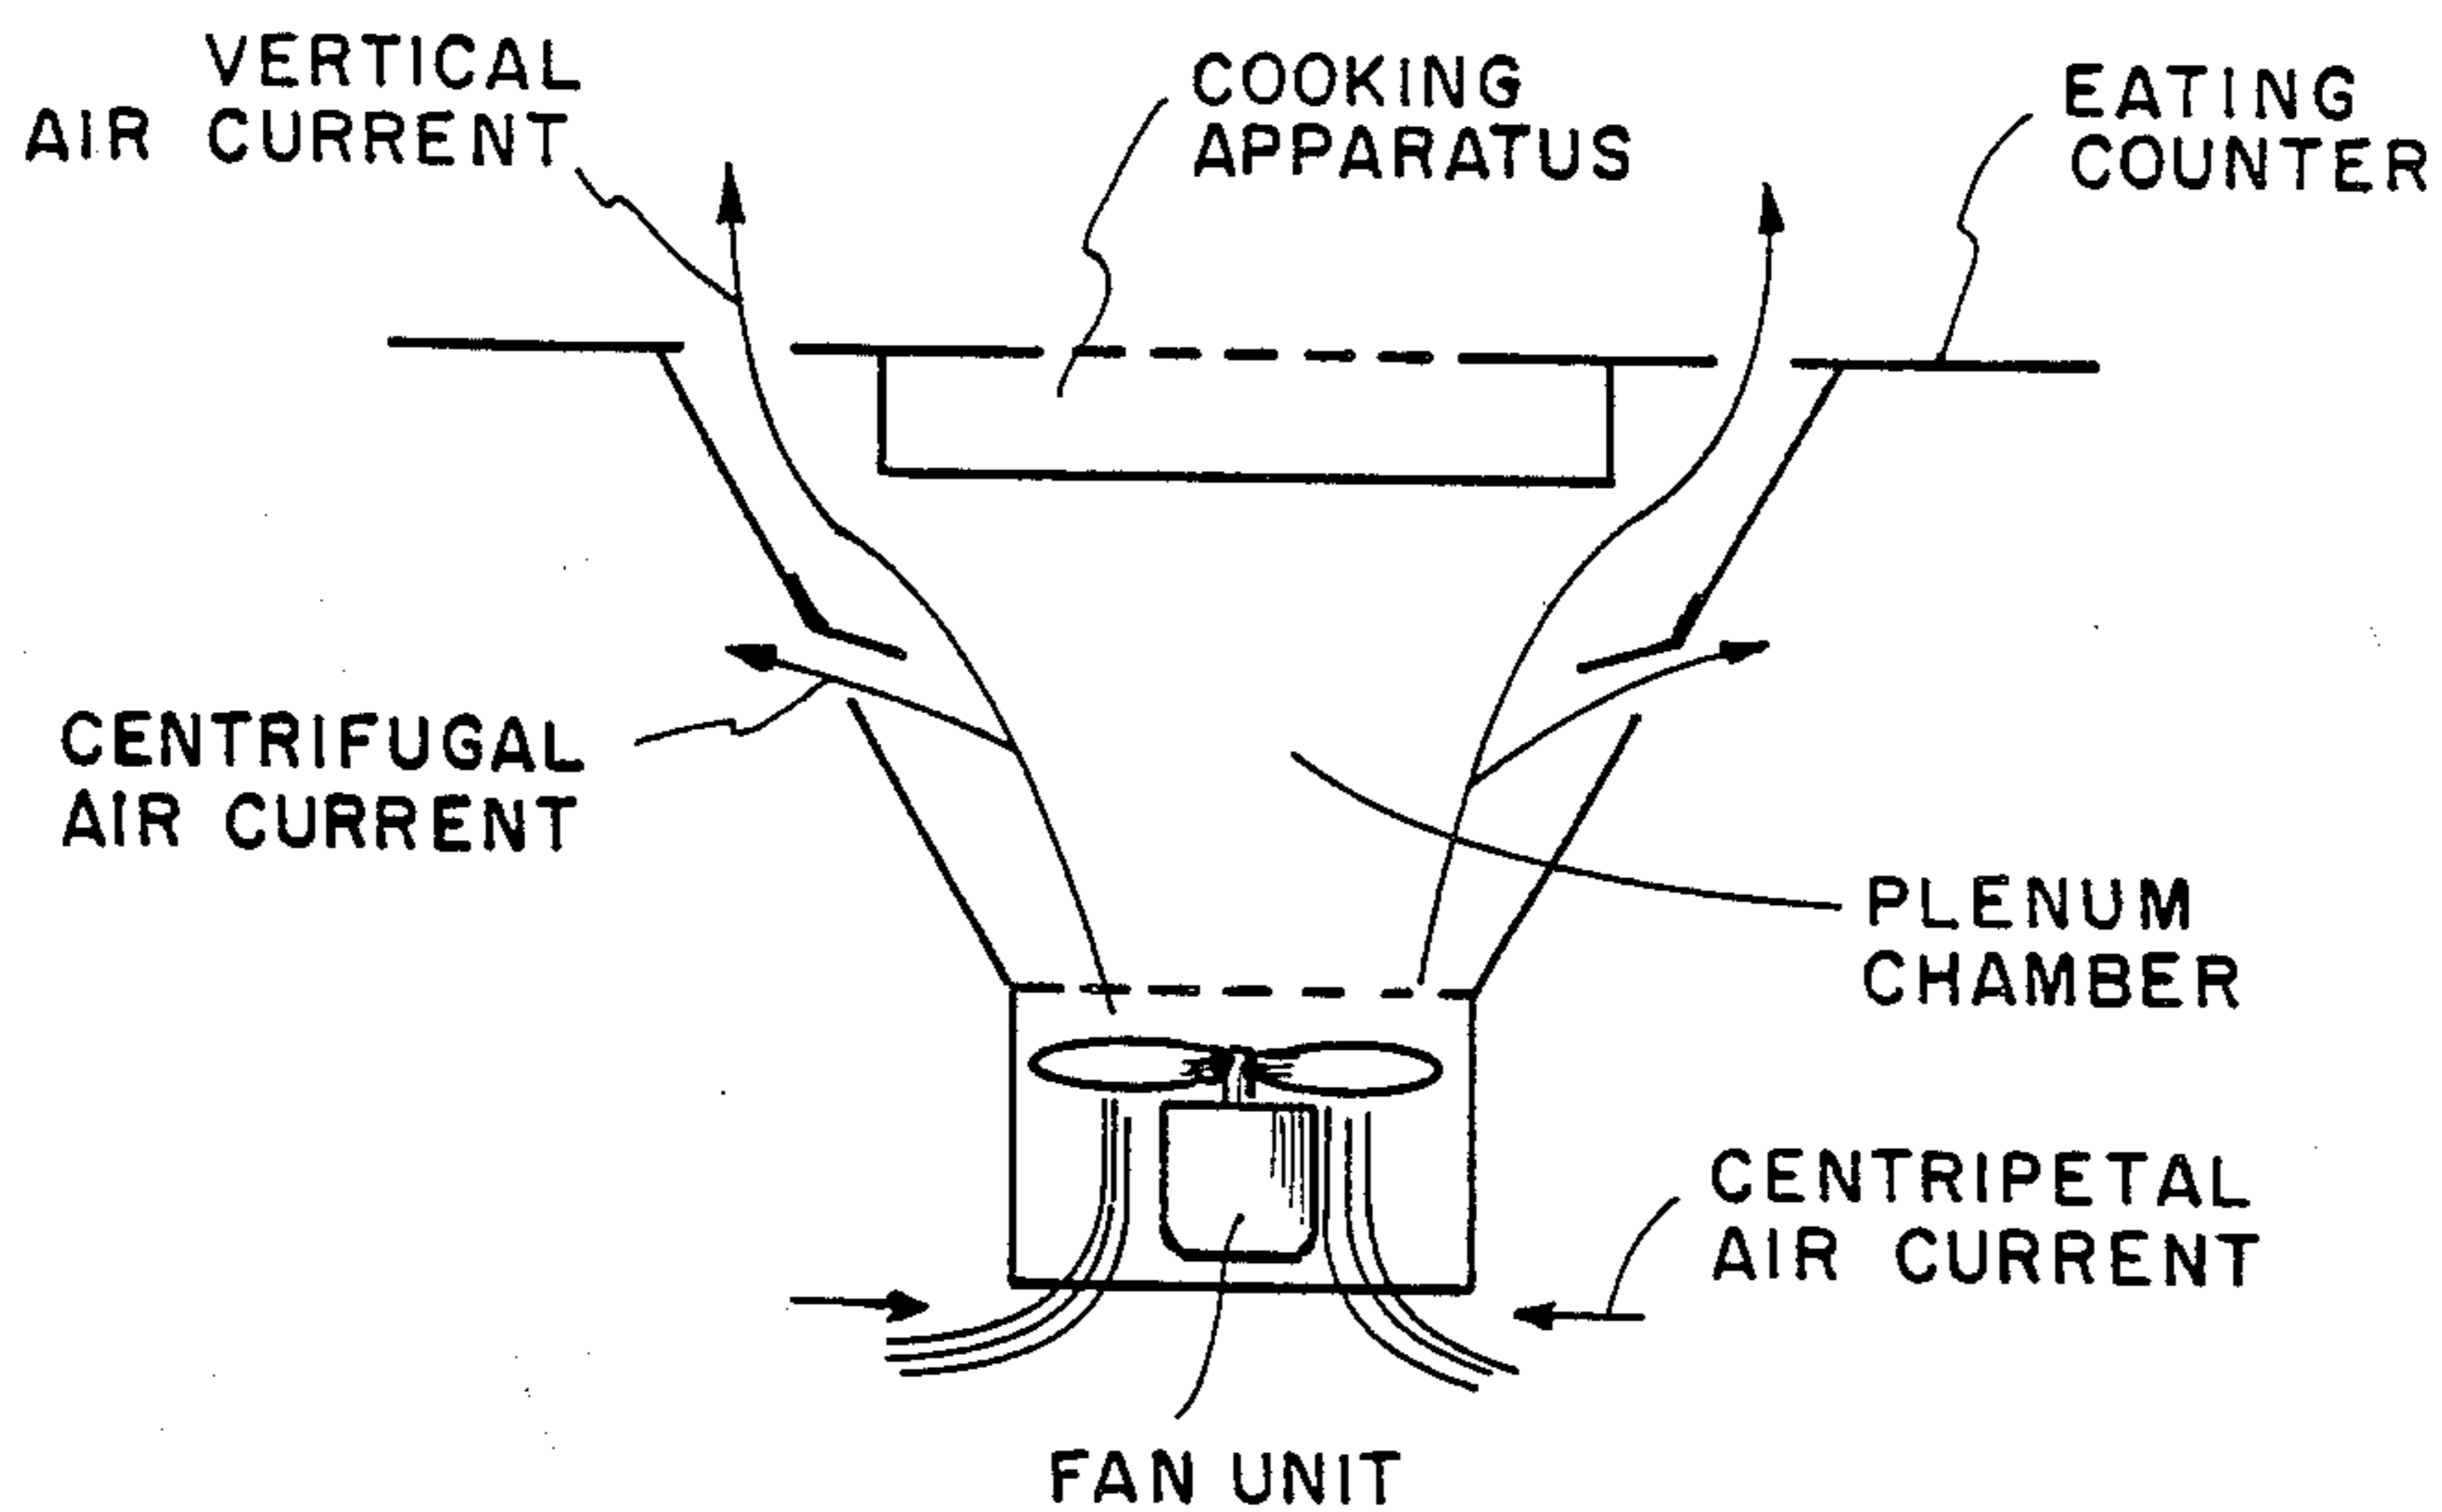 VERTICAL
AIR CURRENT
COOKING
APPARATUS
EATING
COUNTER
CENTRIFUGAL
AIR CURRENT
PLENUM
CHAMBER
CENTRIPETAL
AIR CURRENT
FAN UNIT